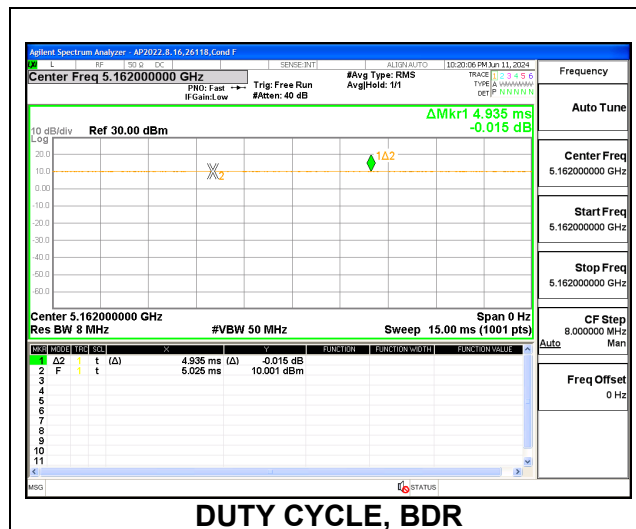 Agilent Spectrum Analyzer - AP2022.8.16,26118,Cond F
LXI L RF 50 Ω DC SENSE:INT ALIGN AUTO 10:20:06 PM Jun 11, 2024
Center Freq 5.162000000 GHz
PNO: Fast
IFGain:Low
Trig: Free Run
#Atten: 40 dB
#Avg Type: RMS
Avg|Hold: 1/1
TRACE 1 2 3 4 5 6
TYPE A WWWWW
DET P N N N N N
ΔMkr1 4.935 ms
-0.015 dB
10 dB/div Ref 30.00 dBm
Log
20.0
10.0
0.00
-10.0
-20.0
-30.0
-40.0
-50.0
-60.0
1Δ2
X2
Center 5.162000000 GHz Span 0 Hz
Res BW 8 MHz #VBW 50 MHz Sweep 15.00 ms (1001 pts)
MKR MODE TRC SCL X Y FUNCTION FUNCTION WIDTH FUNCTION VALUE
1 Δ2 1 t (Δ) 4.935 ms (Δ) -0.015 dB
2 F 1 t 5.025 ms 10.001 dBm
3
4
5
6
7
8
9
10
11
MSG STATUS
Frequency
Auto Tune
Center Freq
5.162000000 GHz
Start Freq
5.162000000 GHz
Stop Freq
5.162000000 GHz
CF Step
8.000000 MHz
Auto Man
Freq Offset
0 Hz
DUTY CYCLE, BDR